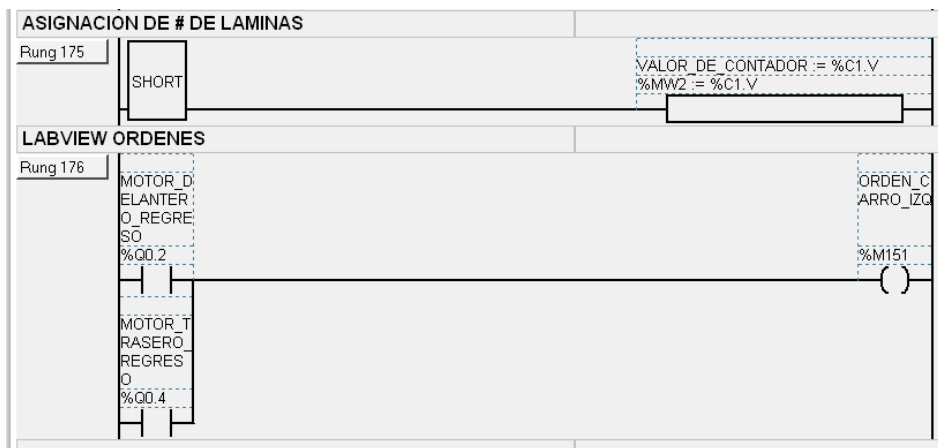 ASIGNACION DE # DE LAMINAS
Rung 175
SHORT
VALOR_DE_CONTADOR := %C1.V
%MW2 := %C1.V
LABVIEW ORDENES
Rung 176
MOTOR_D
ELANTER
O_REGRE
SO
%Q0.2
ORDEN_C
ARRO_IZQ
%M151
MOTOR_T
RASERO_
REGRES
O
%Q0.4